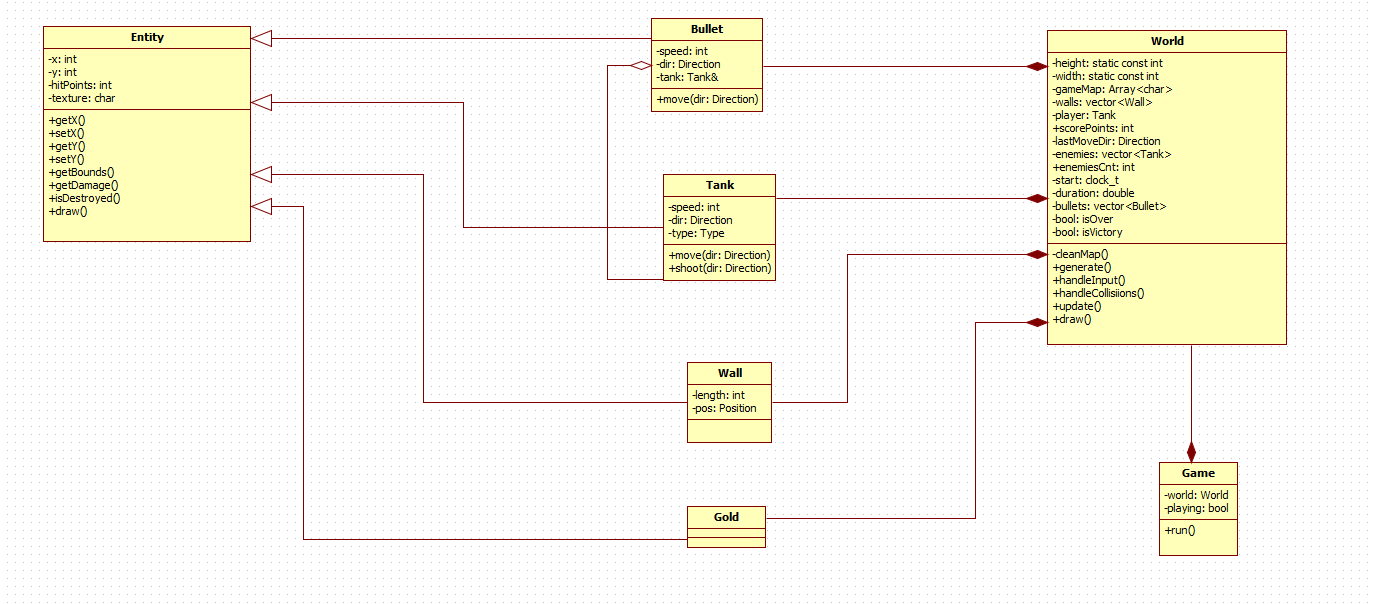 Entity
-x: int
-y: int
-hitPoints: int
-texture: char
+getX()
+setX()
+getY()
+setY()
+getBounds()
+getDamage()
+isDestroyed()
+draw()
Bullet
-speed: int
-dir: Direction
-tank: Tank&
+move(dir: Direction)
Tank
-speed: int
-dir: Direction
-type: Type
+move(dir: Direction)
+shoot(dir: Direction)
Wall
-length: int
-pos: Position
Gold
World
-height: static const int
-width: static const int
-gameMap: Array<char>
-walls: vector<Wall>
-player: Tank
+scorePoints: int
-lastMoveDir: Direction
-enemies: vector<Tank>
+enemiesCnt: int
-start: clock_t
-duration: double
-bullets: vector<Bullet>
-bool: isOver
-bool: isVictory
-cleanMap()
+generate()
+handleInput()
+handleCollisiions()
+update()
+draw()
Game
-world: World
-playing: bool
+run()